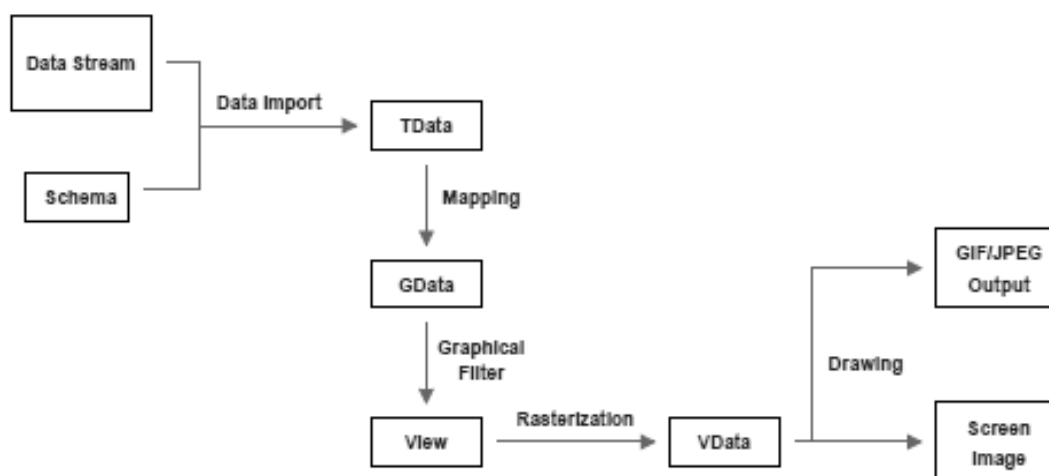 Data Stream
Data Import
TData
Schema
Mapping
GIF/JPEG
Output
GData
Graphical
Filter
Drawing
Rasterization
View
VData
Screen
Image